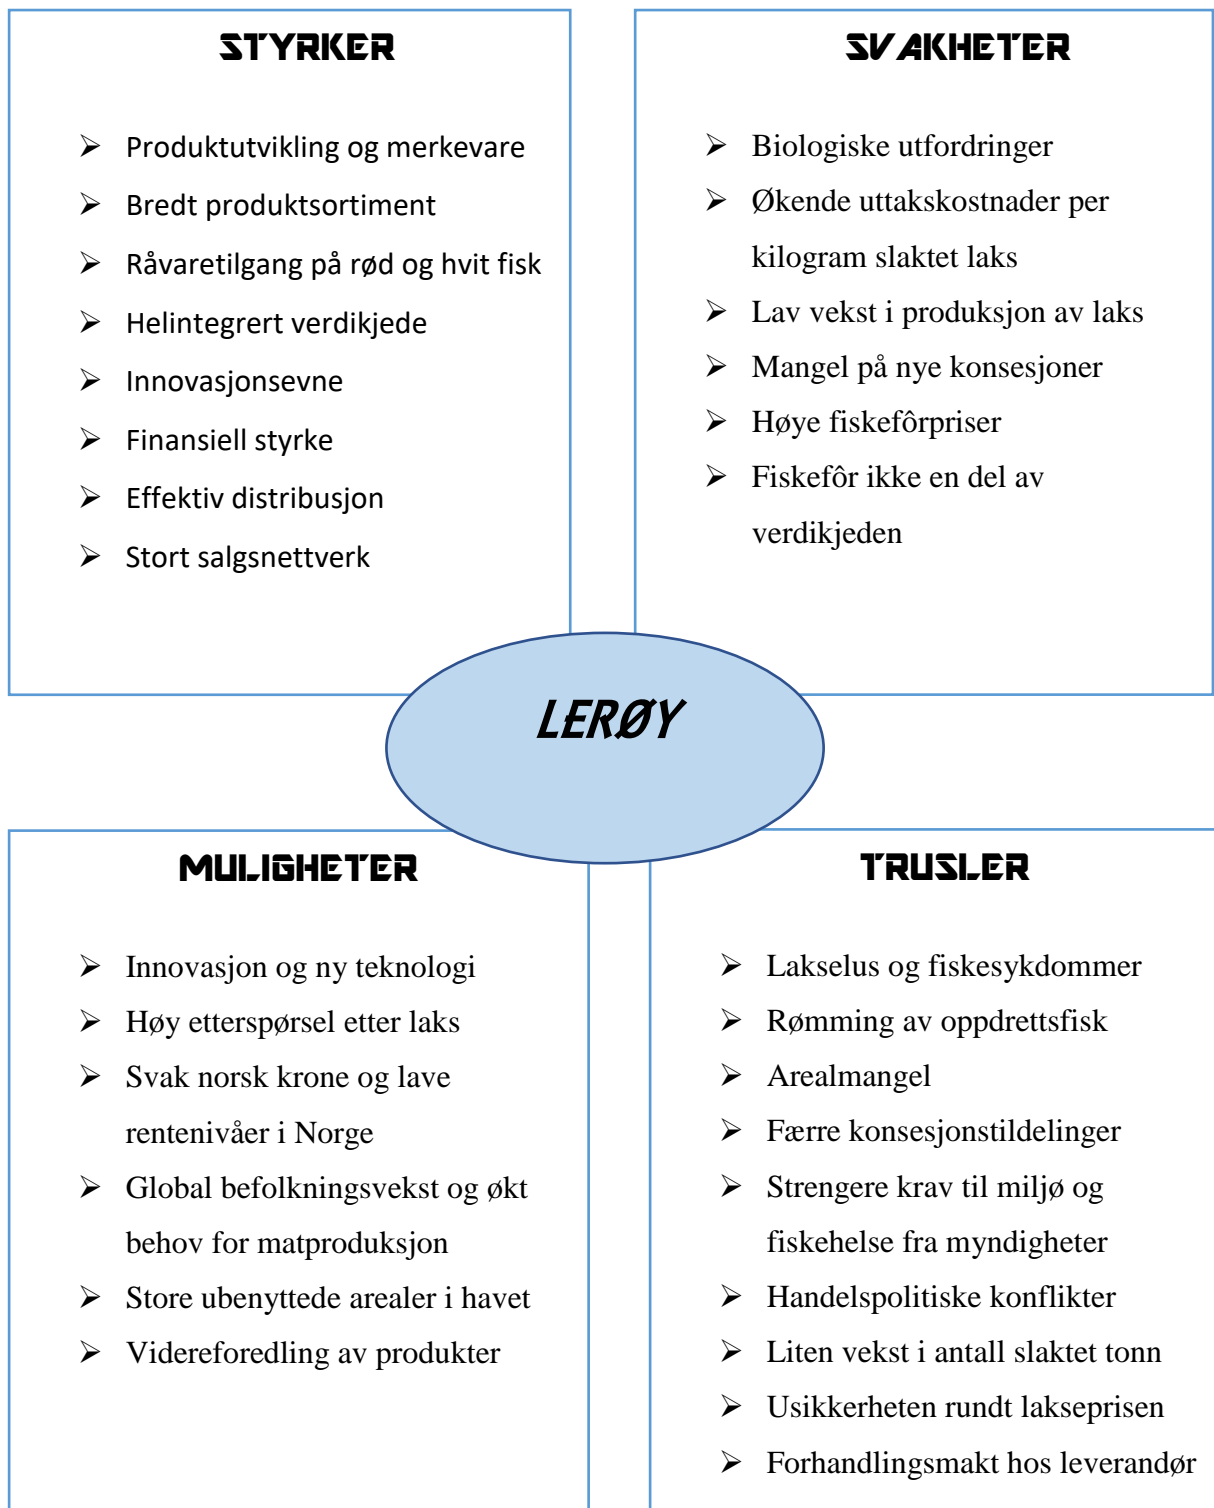 STYRKER
➢ Produktutvikling og merkevare
➢ Bredt produktsortiment
➢ Råvaretilgang på rød og hvit fisk
➢ Helintegrert verdikjede
➢ Innovasjonsevne
➢ Finansiell styrke
➢ Effektiv distribusjon
➢ Stort salgsnettverk
SVAKHETER
➢ Biologiske utfordringer
➢ Økende uttakskostnader per
kilogram slaktet laks
➢ Lav vekst i produksjon av laks
➢ Mangel på nye konsesjoner
➢ Høye fiskefôrpriser
➢ Fiskefôr ikke en del av
verdikjeden
LERØY
MULIGHETER
➢ Innovasjon og ny teknologi
➢ Høy etterspørsel etter laks
➢ Svak norsk krone og lave
rentenivåer i Norge
➢ Global befolkningsvekst og økt
behov for matproduksjon
➢ Store ubenyttede arealer i havet
➢ Videreforedling av produkter
TRUSLER
➢ Lakselus og fiskesykdommer
➢ Rømming av oppdrettsfisk
➢ Arealmangel
➢ Færre konsesjonstildelinger
➢ Strengere krav til miljø og
fiskehelse fra myndigheter
➢ Handelspolitiske konflikter
➢ Liten vekst i antall slaktet tonn
➢ Usikkerheten rundt lakseprisen
➢ Forhandlingsmakt hos leverandør